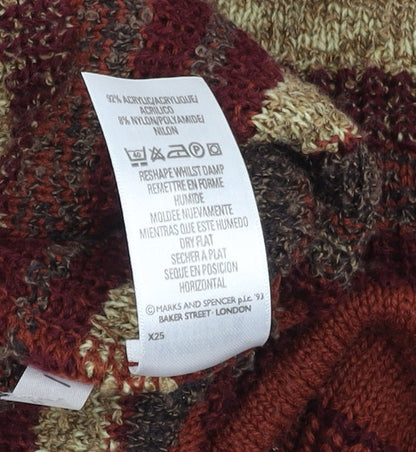 92% ACRYLIC/ACRYLIQUE/
ACRILICO
8% NYLON/POLYAMIDE/
NILON
40 P
RESHAPE WHILST DAMP
REMETTRE EN FORME
HUMIDE
MOLDEE NUEVAMENTE
MIENTRAS QUE ESTE HUMEDO
DRY FLAT
SECHER A PLAT
SEQUE EN POSICION
HORIZONTAL
©MARKS AND SPENCER p.l.c. '93
BAKER STREET · LONDON
X25